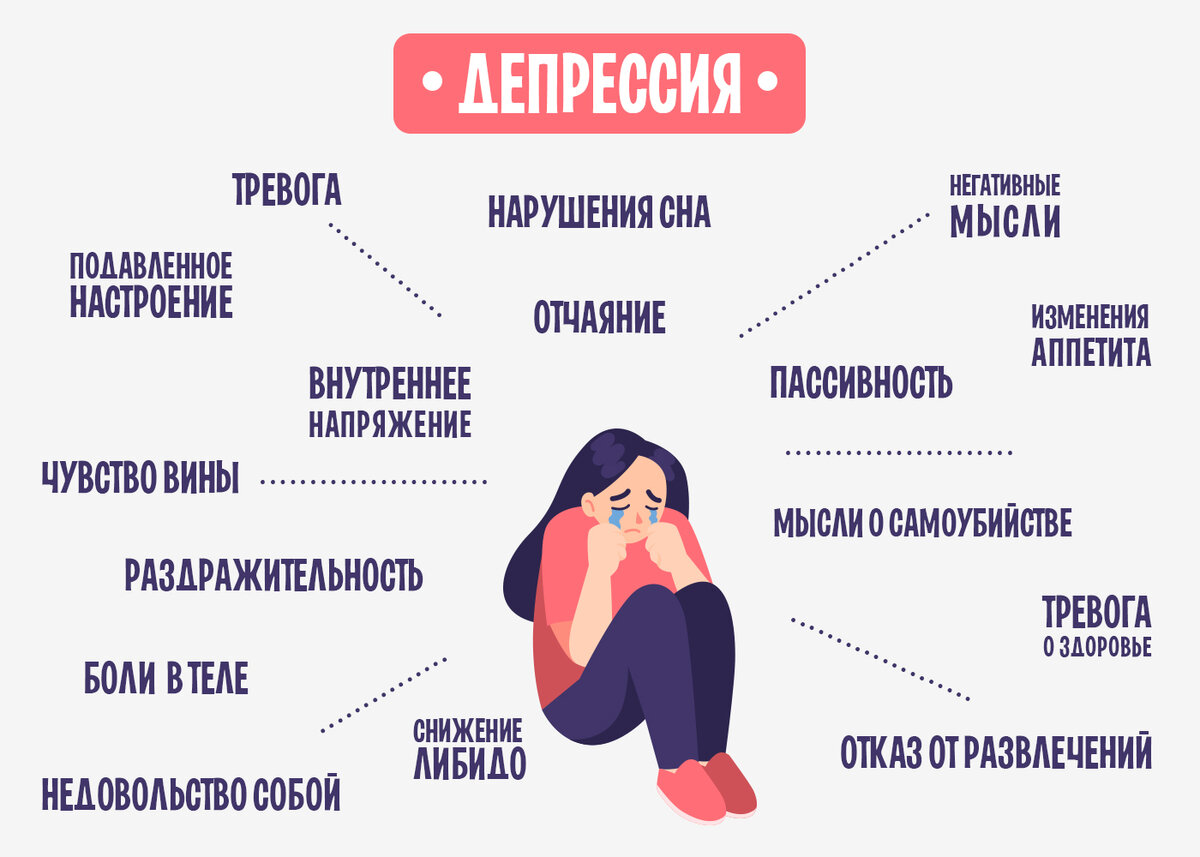 • ДЕПРЕССИЯ •
ТРЕВОГА
НАРУШЕНИЯ СНА
НЕГАТИВНЫЕ
МЫСЛИ
ПОДАВЛЕННОЕ
НАСТРОЕНИЕ
ОТЧАЯНИЕ
ИЗМЕНЕНИЯ
АППЕТИТА
ВНУТРЕННЕЕ
НАПРЯЖЕНИЕ
ПАССИВНОСТЬ
ЧУВСТВО ВИНЫ
МЫСЛИ О САМОУБИЙСТВЕ
РАЗДРАЖИТЕЛЬНОСТЬ
ТРЕВОГА
О ЗДОРОВЬЕ
БОЛИ В ТЕЛЕ
СНИЖЕНИЕ
ЛИБИДО
ОТКАЗ ОТ РАЗВЛЕЧЕНИЙ
НЕДОВОЛЬСТВО СОБОЙ